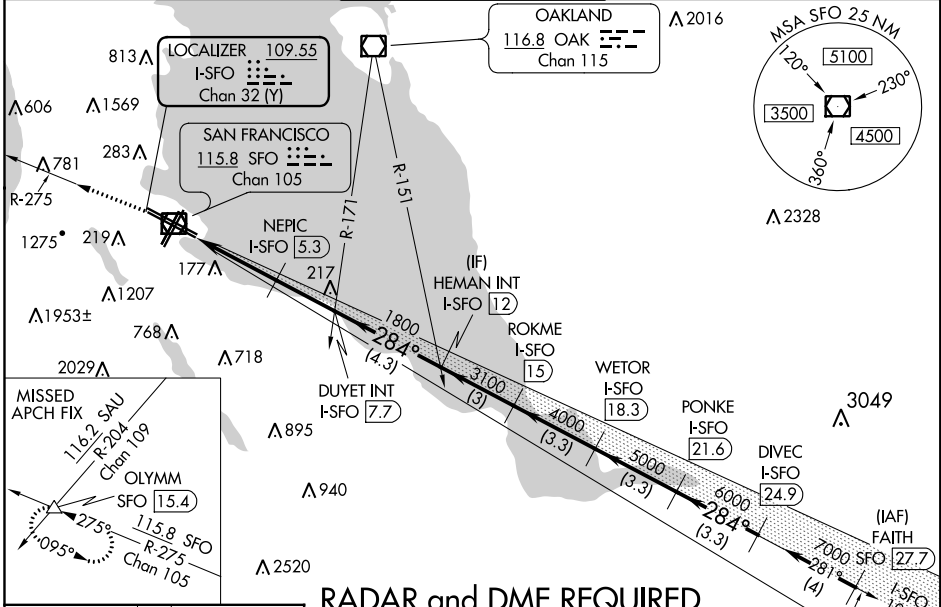 OAKLAND
116.8 OAK
Chan 115
2016
MSA SFO 25 NM
120°
5100
230°
3500
4500
360°
813
LOCALIZER 109.55
I-SFO
Chan 32 (Y)
606
1569
283
SAN FRANCISCO
115.8 SFO
Chan 105
781
R-275
R-171
R-151
2328
1275
219
NEPIC
I-SFO 5.3
177
217
(IF)
HEMAN INT
I-SFO 12
1207
1953±
768
2029
718
1800
284°
(4.3)
DUYET INT
I-SFO 7.7
ROKME
I-SFO
15
3100
(3)
WETOR
I-SFO
18.3
4000
(3.3)
PONKE
I-SFO
21.6
5000
(3.3)
3049
DIVEC
I-SFO
24.9
6000
284°
(3.3)
(IAF)
FAITH
SFO 27.7
7000
281°
(4)
I-SFO
895
940
2520
MISSED
APCH FIX
116.2 SAU
R-204
Chan 109
OLYMM
SFO 15.4
275°
095°
115.8 SFO
R-275
Chan 105
RADAR and DME REQUIRED